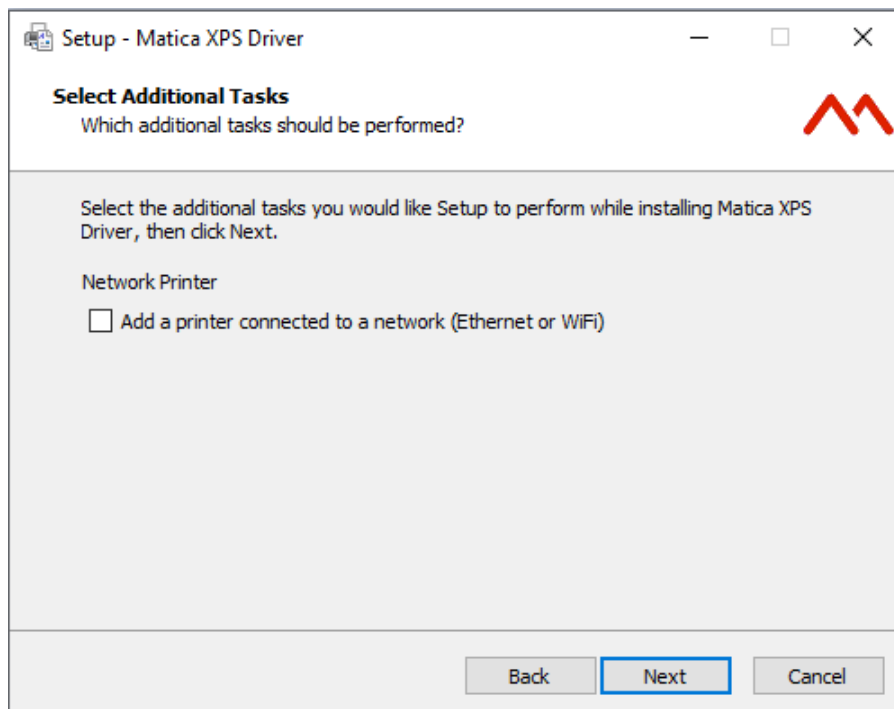 Setup - Matica XPS Driver
Select Additional Tasks
Which additional tasks should be performed?
Select the additional tasks you would like Setup to perform while installing Matica XPS
Driver, then click Next.
Network Printer
Add a printer connected to a network (Ethernet or WiFi)
Back Next Cancel